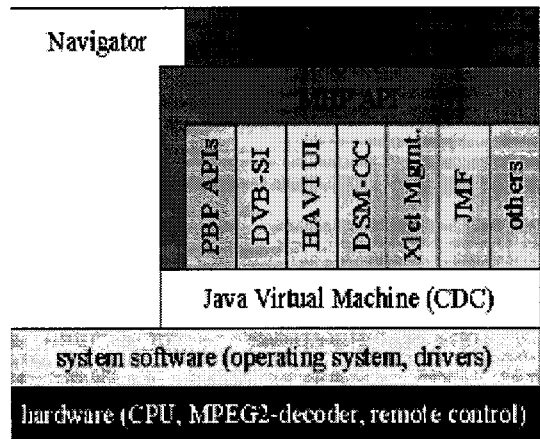 Navigator
MHP API
PBP APIs
DVB-SI
HAVI UI
DSM-CC
Xlet Mgmt.
JMF
others
Java Virtual Machine (CDC)
system software (operating system, drivers)
hardware (CPU, MPEG2-decoder, remote control)